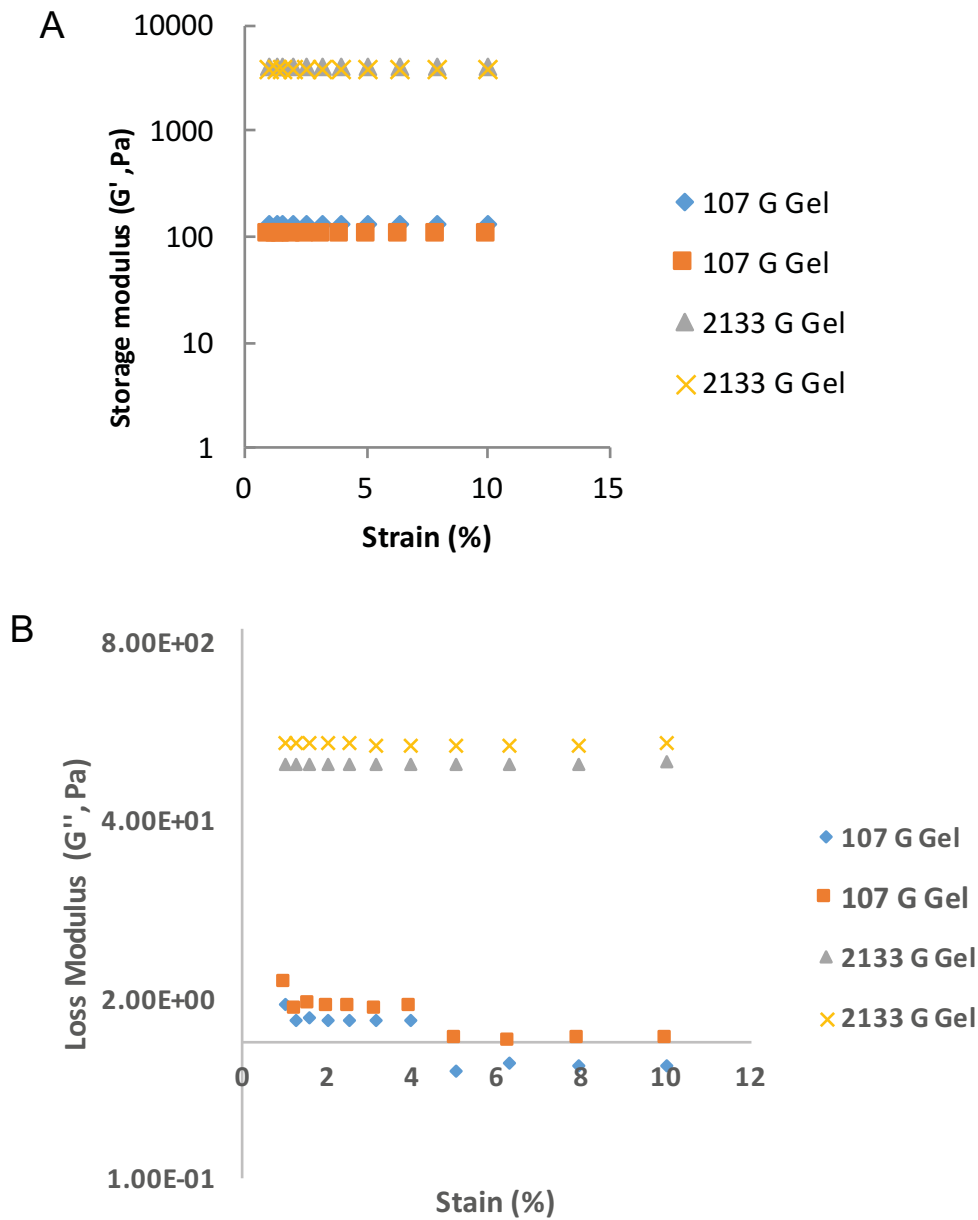 A
10000
1000
100
10
1
Storage modulus (G' ,Pa)
0 5 10 15
Strain (%)
107 G Gel
107 G Gel
2133 G Gel
2133 G Gel
B
8.00E+02
4.00E+01
2.00E+00
1.00E-01
Loss Modulus (G'', Pa)
0 2 4 6 8 10 12
Stain (%)
107 G Gel
107 G Gel
2133 G Gel
2133 G Gel